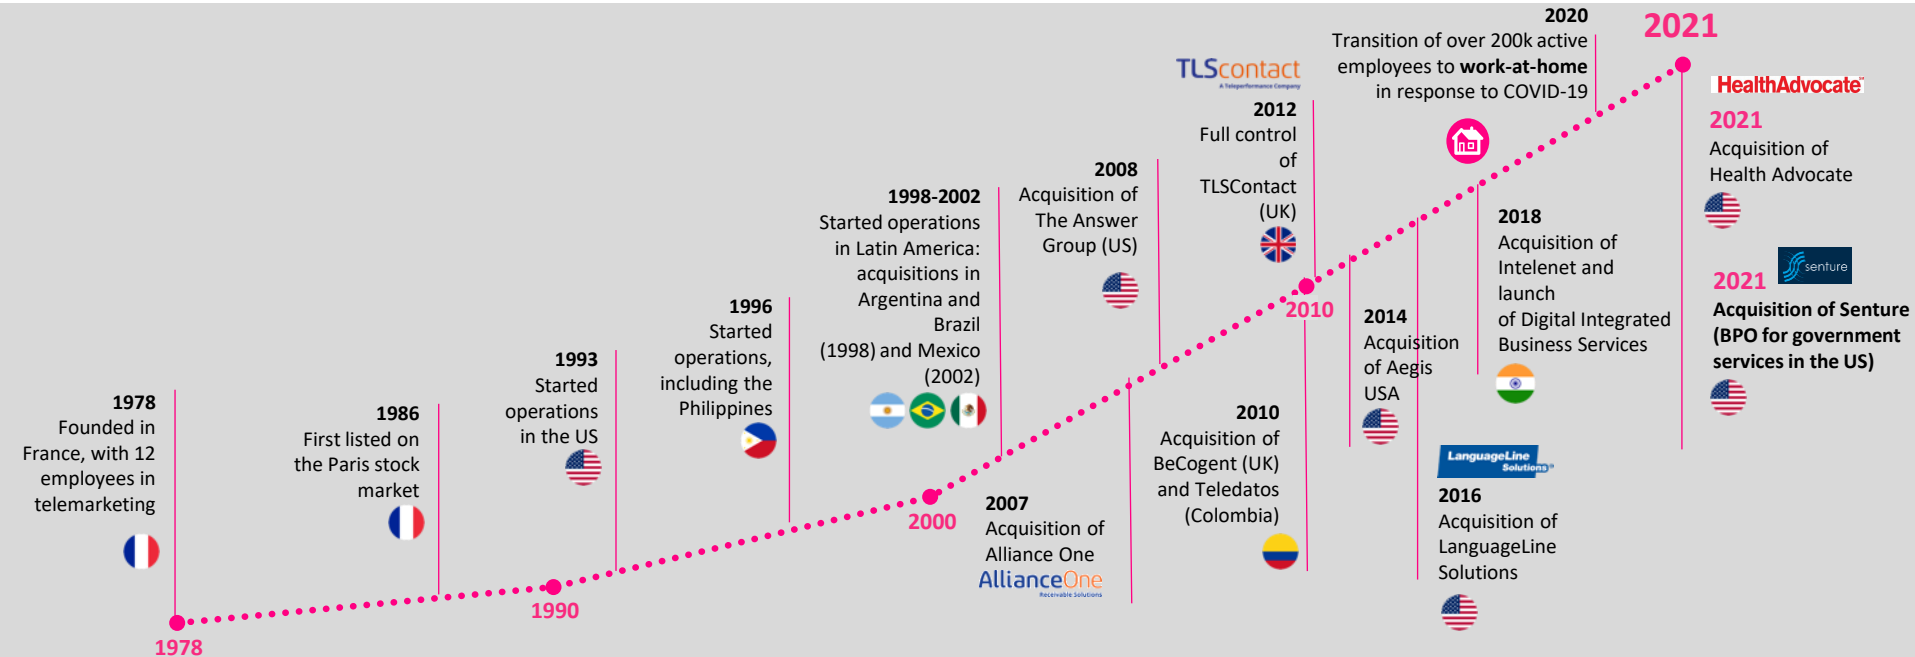 1978
Founded in
France, with 12
employees in
telemarketing
1978
1986
First listed on
the Paris stock
market
1990
1993
Started
operations
in the US
1996
Started
operations,
including the
Philippines
1998-2002
Started operations
in Latin America:
acquisitions in
Argentina and
Brazil
(1998) and Mexico
(2002)
2000
2007
Acquisition of
Alliance One
AllianceOne
Receivable Solutions
2008
Acquisition of
The Answer
Group (US)
2010
Acquisition of
BeCogent (UK)
and Teledatos
(Colombia)
2010
TLScontact
A Teleperformance Company
2012
Full control
of
TLSContact
(UK)
2014
Acquisition
of Aegis
USA
LanguageLine
Solutions
2016
Acquisition of
LanguageLine
Solutions
2018
Acquisition of
Intelenet and
launch
of Digital Integrated
Business Services
2020
Transition of over 200k active
employees to work-at-home
in response to COVID-19
2021
HealthAdvocate
2021
Acquisition of
Health Advocate
senture
2021
Acquisition of Senture
(BPO for government
services in the US)